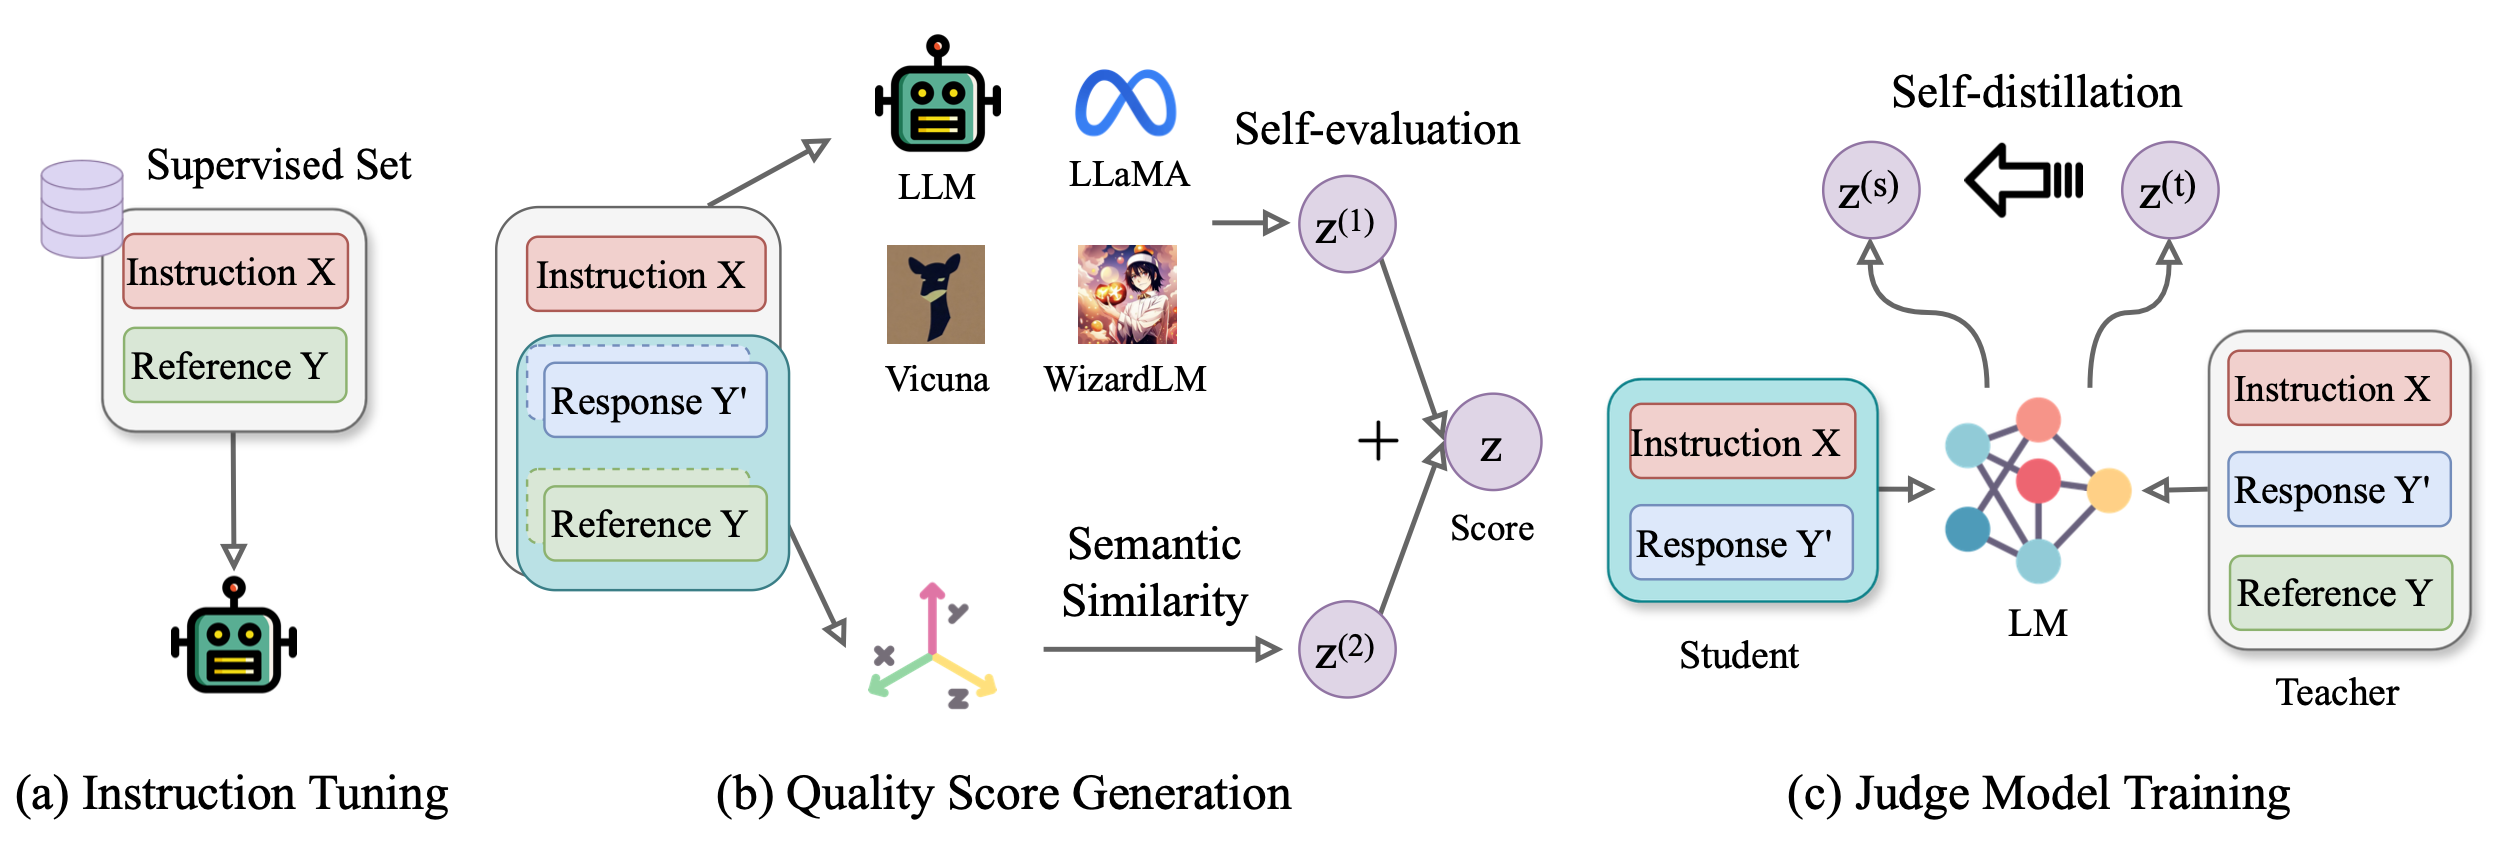 Supervised Set
Instruction X
Reference Y
(a) Instruction Tuning
Instruction X
Response Y'
Reference Y
LLM
LLaMA
Vicuna
WizardLM
Self-evaluation
z(1)
+
z
Score
Semantic
Similarity
z(2)
X
Y
Z
(b) Quality Score Generation
Self-distillation
z(s)
z(t)
Instruction X
Response Y'
Student
LM
Instruction X
Response Y'
Reference Y
Teacher
(c) Judge Model Training